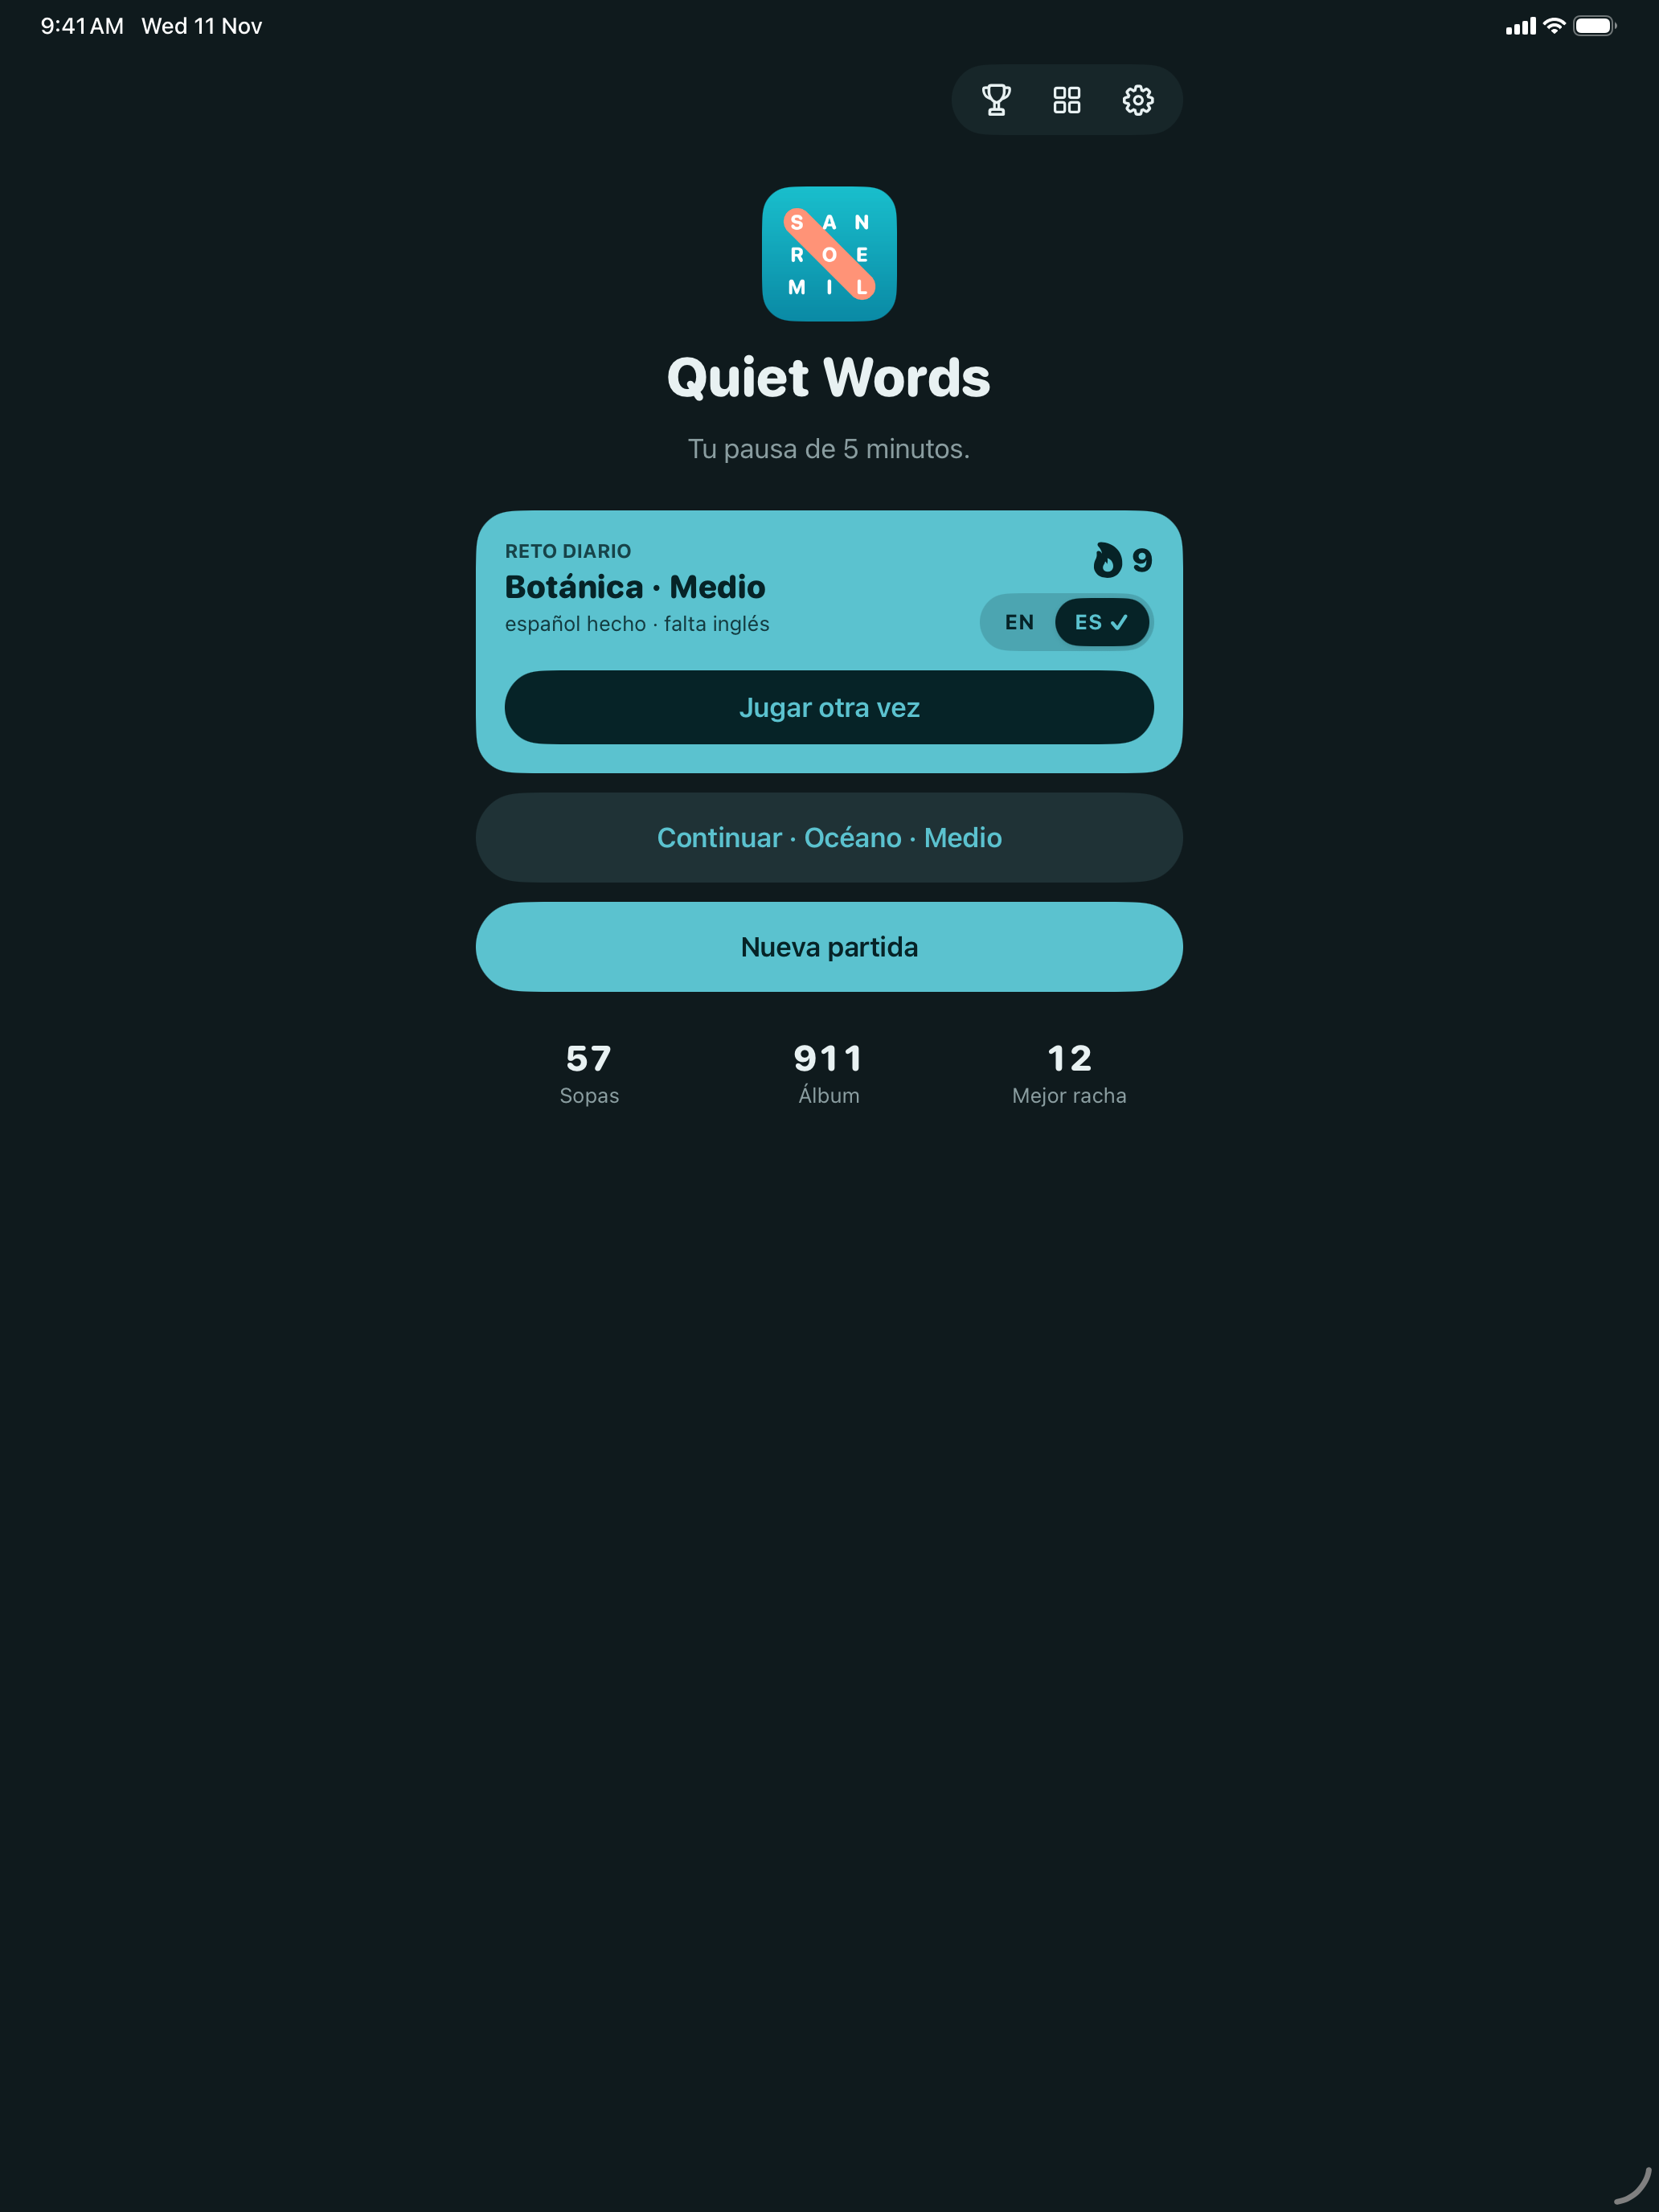 9:41 AM Wed 11 Nov
S A N
R O E
M I L
Quiet Words
Tu pausa de 5 minutos.
RETO DIARIO
9
Botánica · Medio
español hecho · falta inglés
EN ES
Jugar otra vez
Continuar · Océano · Medio
Nueva partida
57 911 12
Sopas Álbum Mejor racha